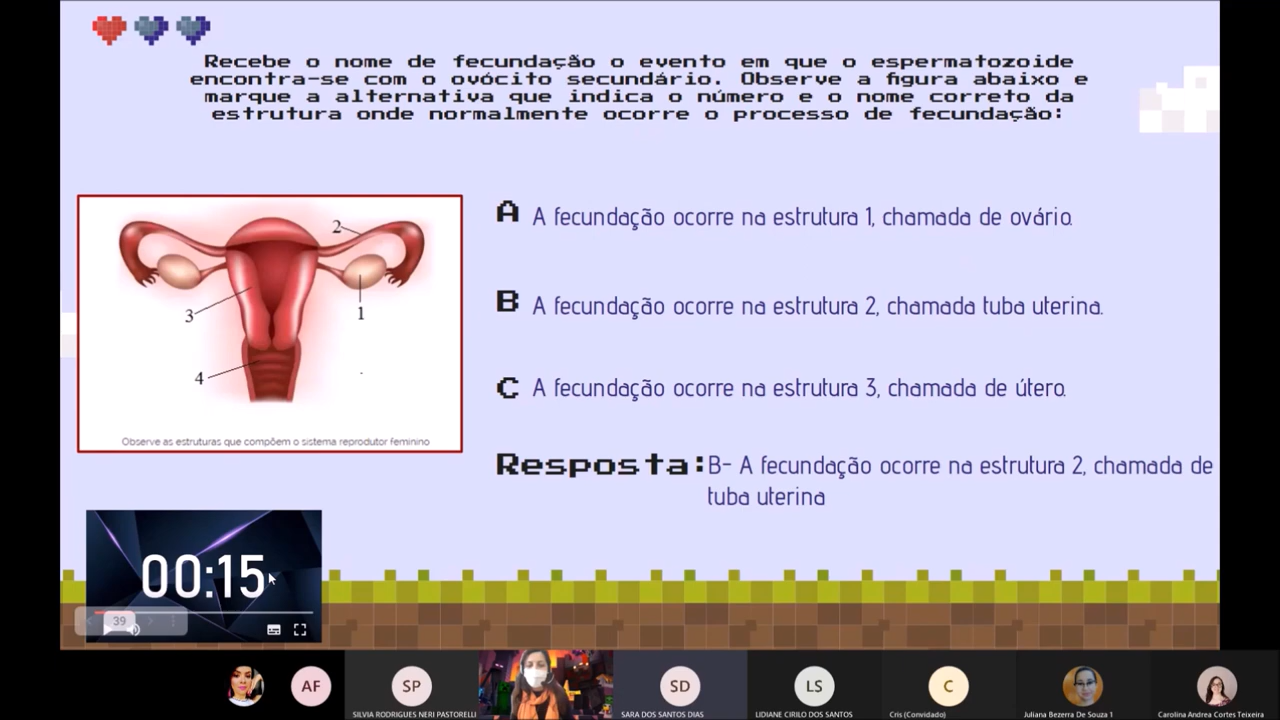 Recebe o nome de fecundação o evento em que o espermatozoide
encontra-se com o ovócito secundário. Observe a figura abaixo e
marque a alternativa que indica o número e o nome correto da
estrutura onde normalmente ocorre o processo de fecundação:
2
1
3
4
Observe as estruturas que compõem o sistema reprodutor feminino
A A fecundação ocorre na estrutura 1, chamada de ovário.
B A fecundação ocorre na estrutura 2, chamada tuba uterina.
C A fecundação ocorre na estrutura 3, chamada de útero.
Resposta: B- A fecundação ocorre na estrutura 2, chamada de
tuba uterina
00:15
39
AF
SP
SD
LS
C
SILVIA RODRIGUES NERI PASTORELLI
SARA DOS SANTOS DIAS
LIDIANE CIRILO DOS SANTOS
Cris (Convidado)
Juliana Bezerra De Souza 1
Carolina Andrea Cortes Teixeira